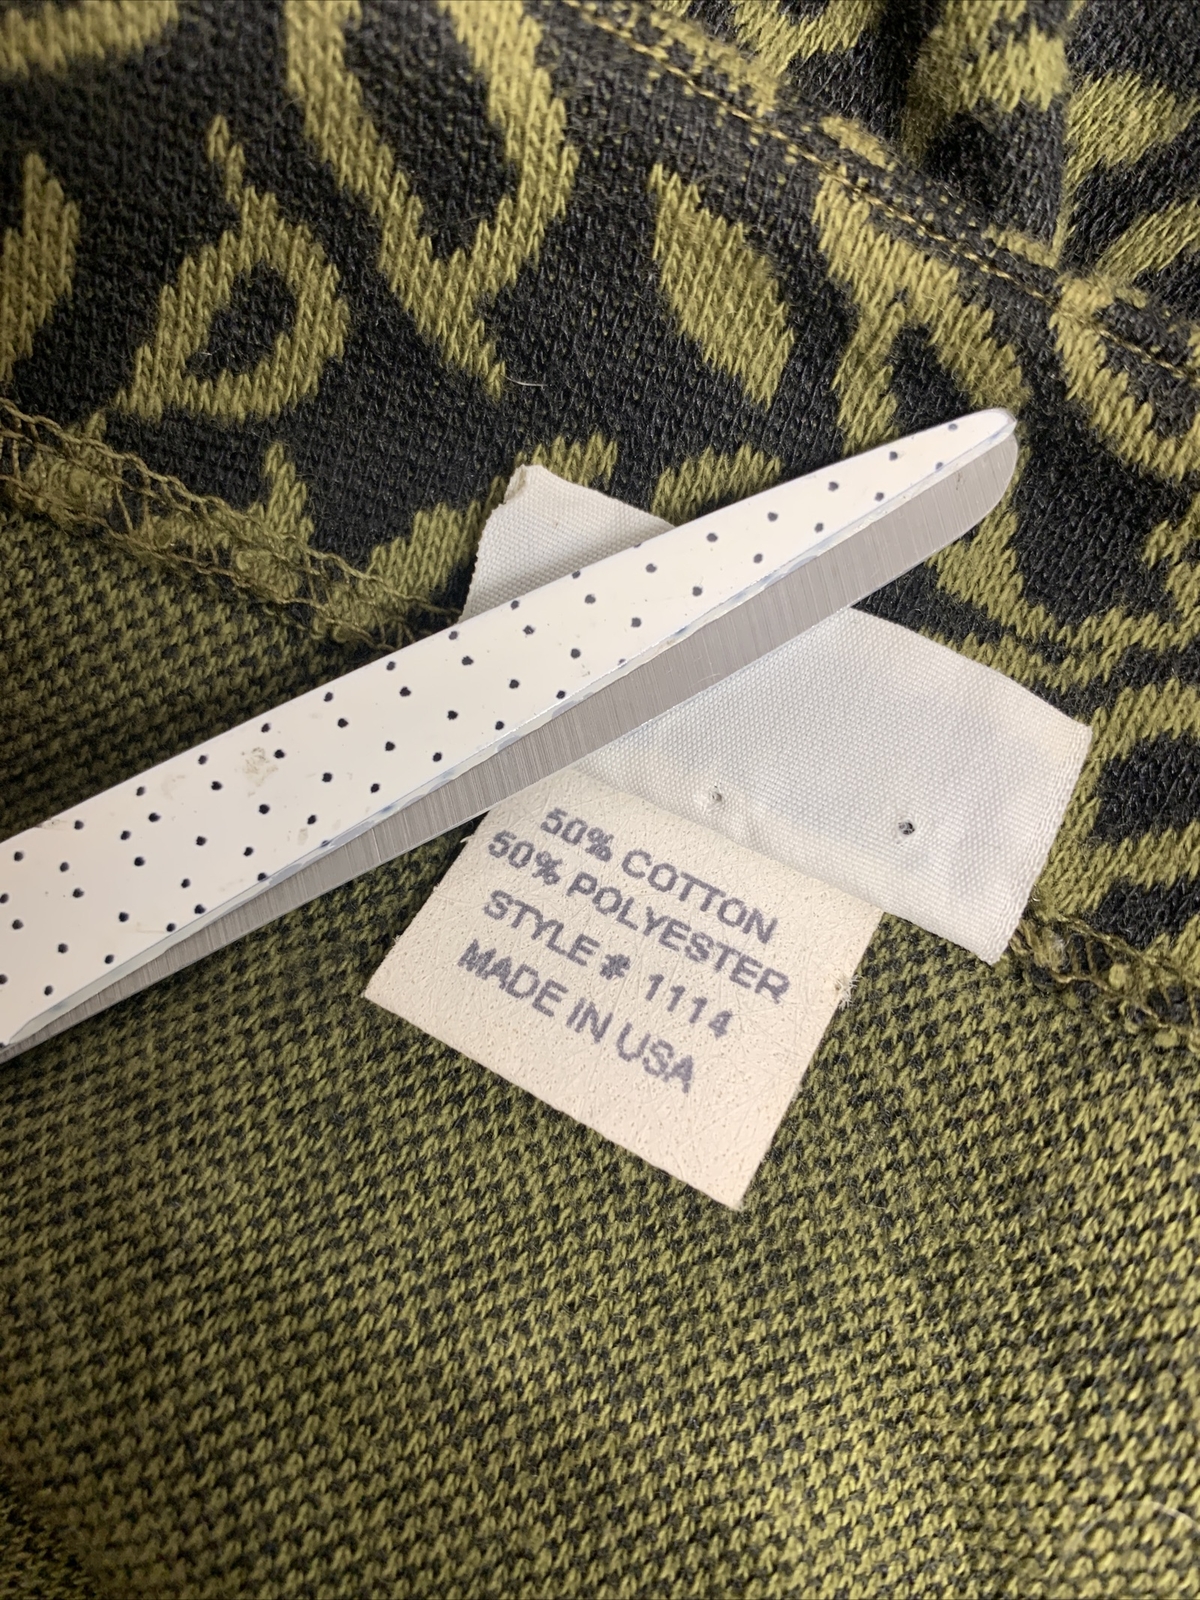 50% COTTON
50% POLYESTER
STYLE # 1114
MADE IN USA